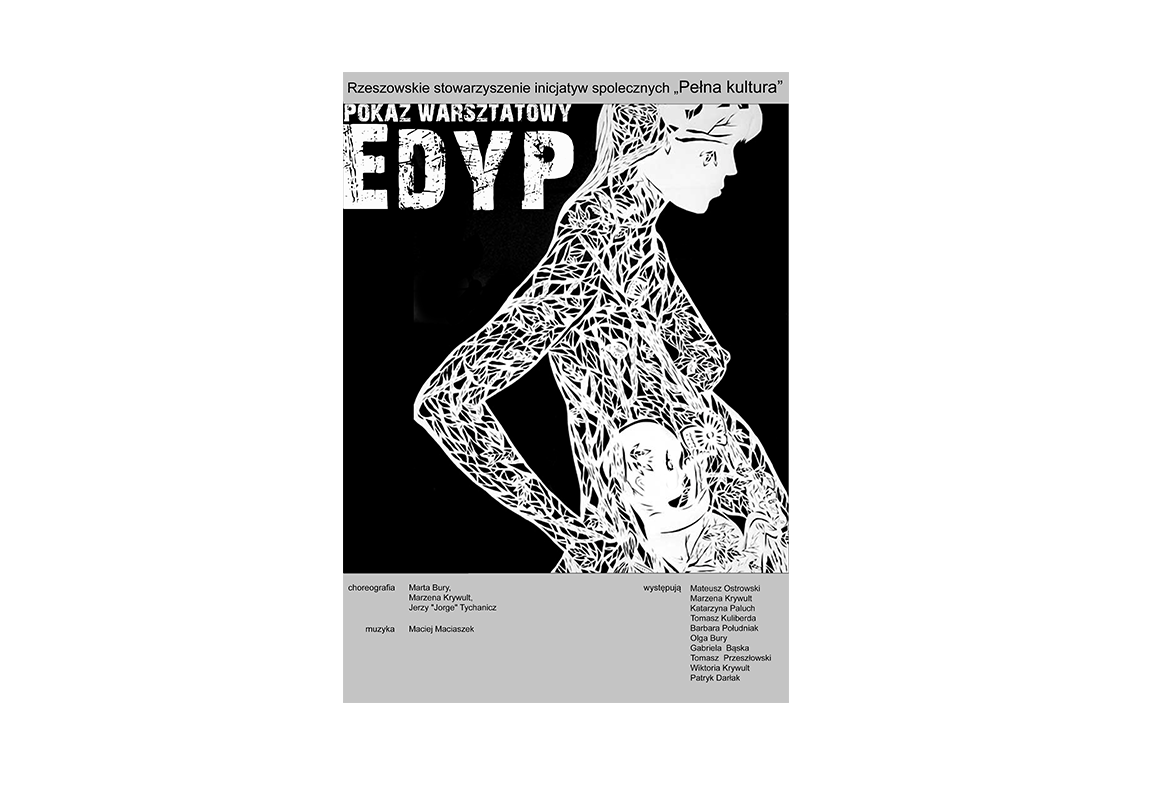 Rzeszowskie stowarzyszenie inicjatyw spolecznych „Pełna kultura”
POKAZ WARSZTATOWY
EDYP
choreografia Marta Bury,
Marzena Krywult,
Jerzy "Jorge" Tychanicz
muzyka Maciej Maciaszek
występują Mateusz Ostrowski
Marzena Krywult
Katarzyna Paluch
Tomasz Kuliberda
Barbara Południak
Olga Bury
Gabriela Bąska
Tomasz Przeszłowski
Wiktoria Krywult
Patryk Darłak